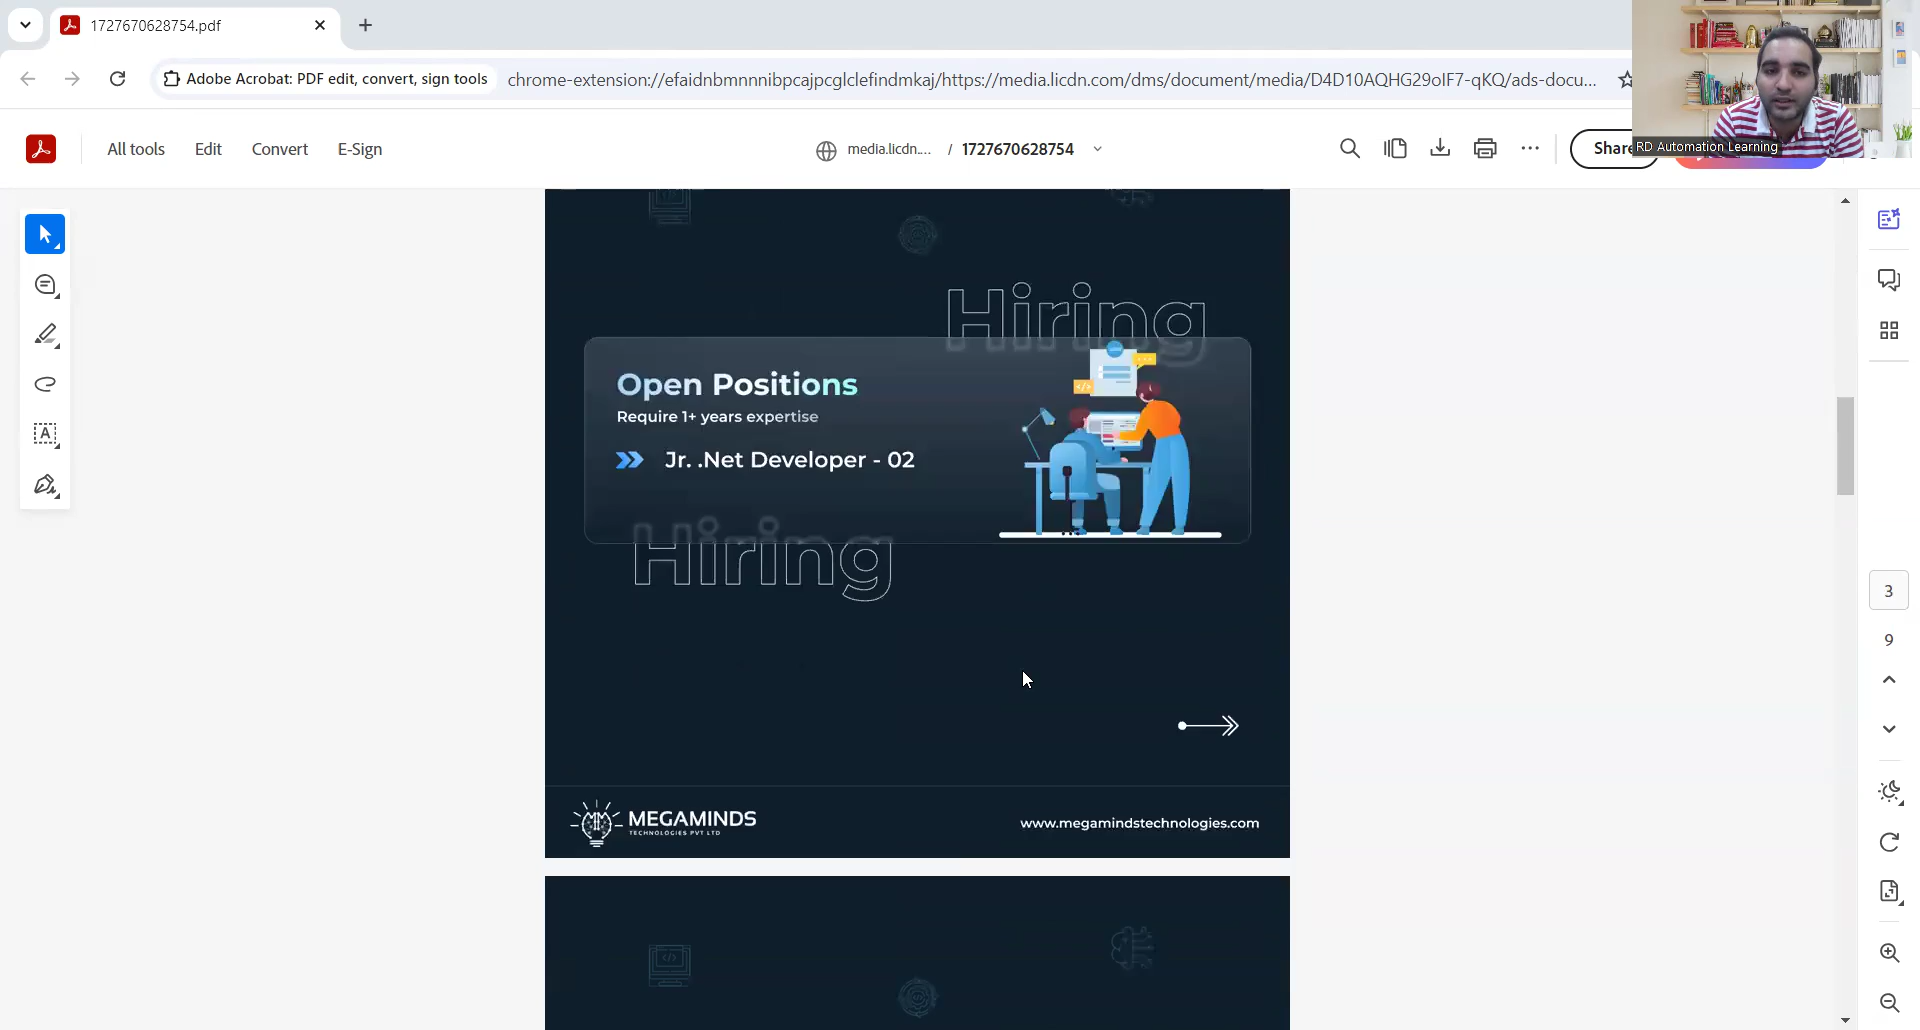 1727670628754.pdf
Adobe Acrobat: PDF edit, convert, sign tools
chrome-extension://efaidnbmnnnibpcajpcglclefindmkaj/https://media.licdn.com/dms/document/media/D4D10AQHG29oIF7-qKQ/ads-docu...
All tools
Edit
Convert
E-Sign
media.licdn....
/ 1727670628754
Share
RD Automation Learning
Hiring
Open Positions
Require 1+ years expertise
Jr. .Net Developer - 02
Hiring
MEGAMINDS
TECHNOLOGIES PVT LTD
www.megamindstechnologies.com
3
9